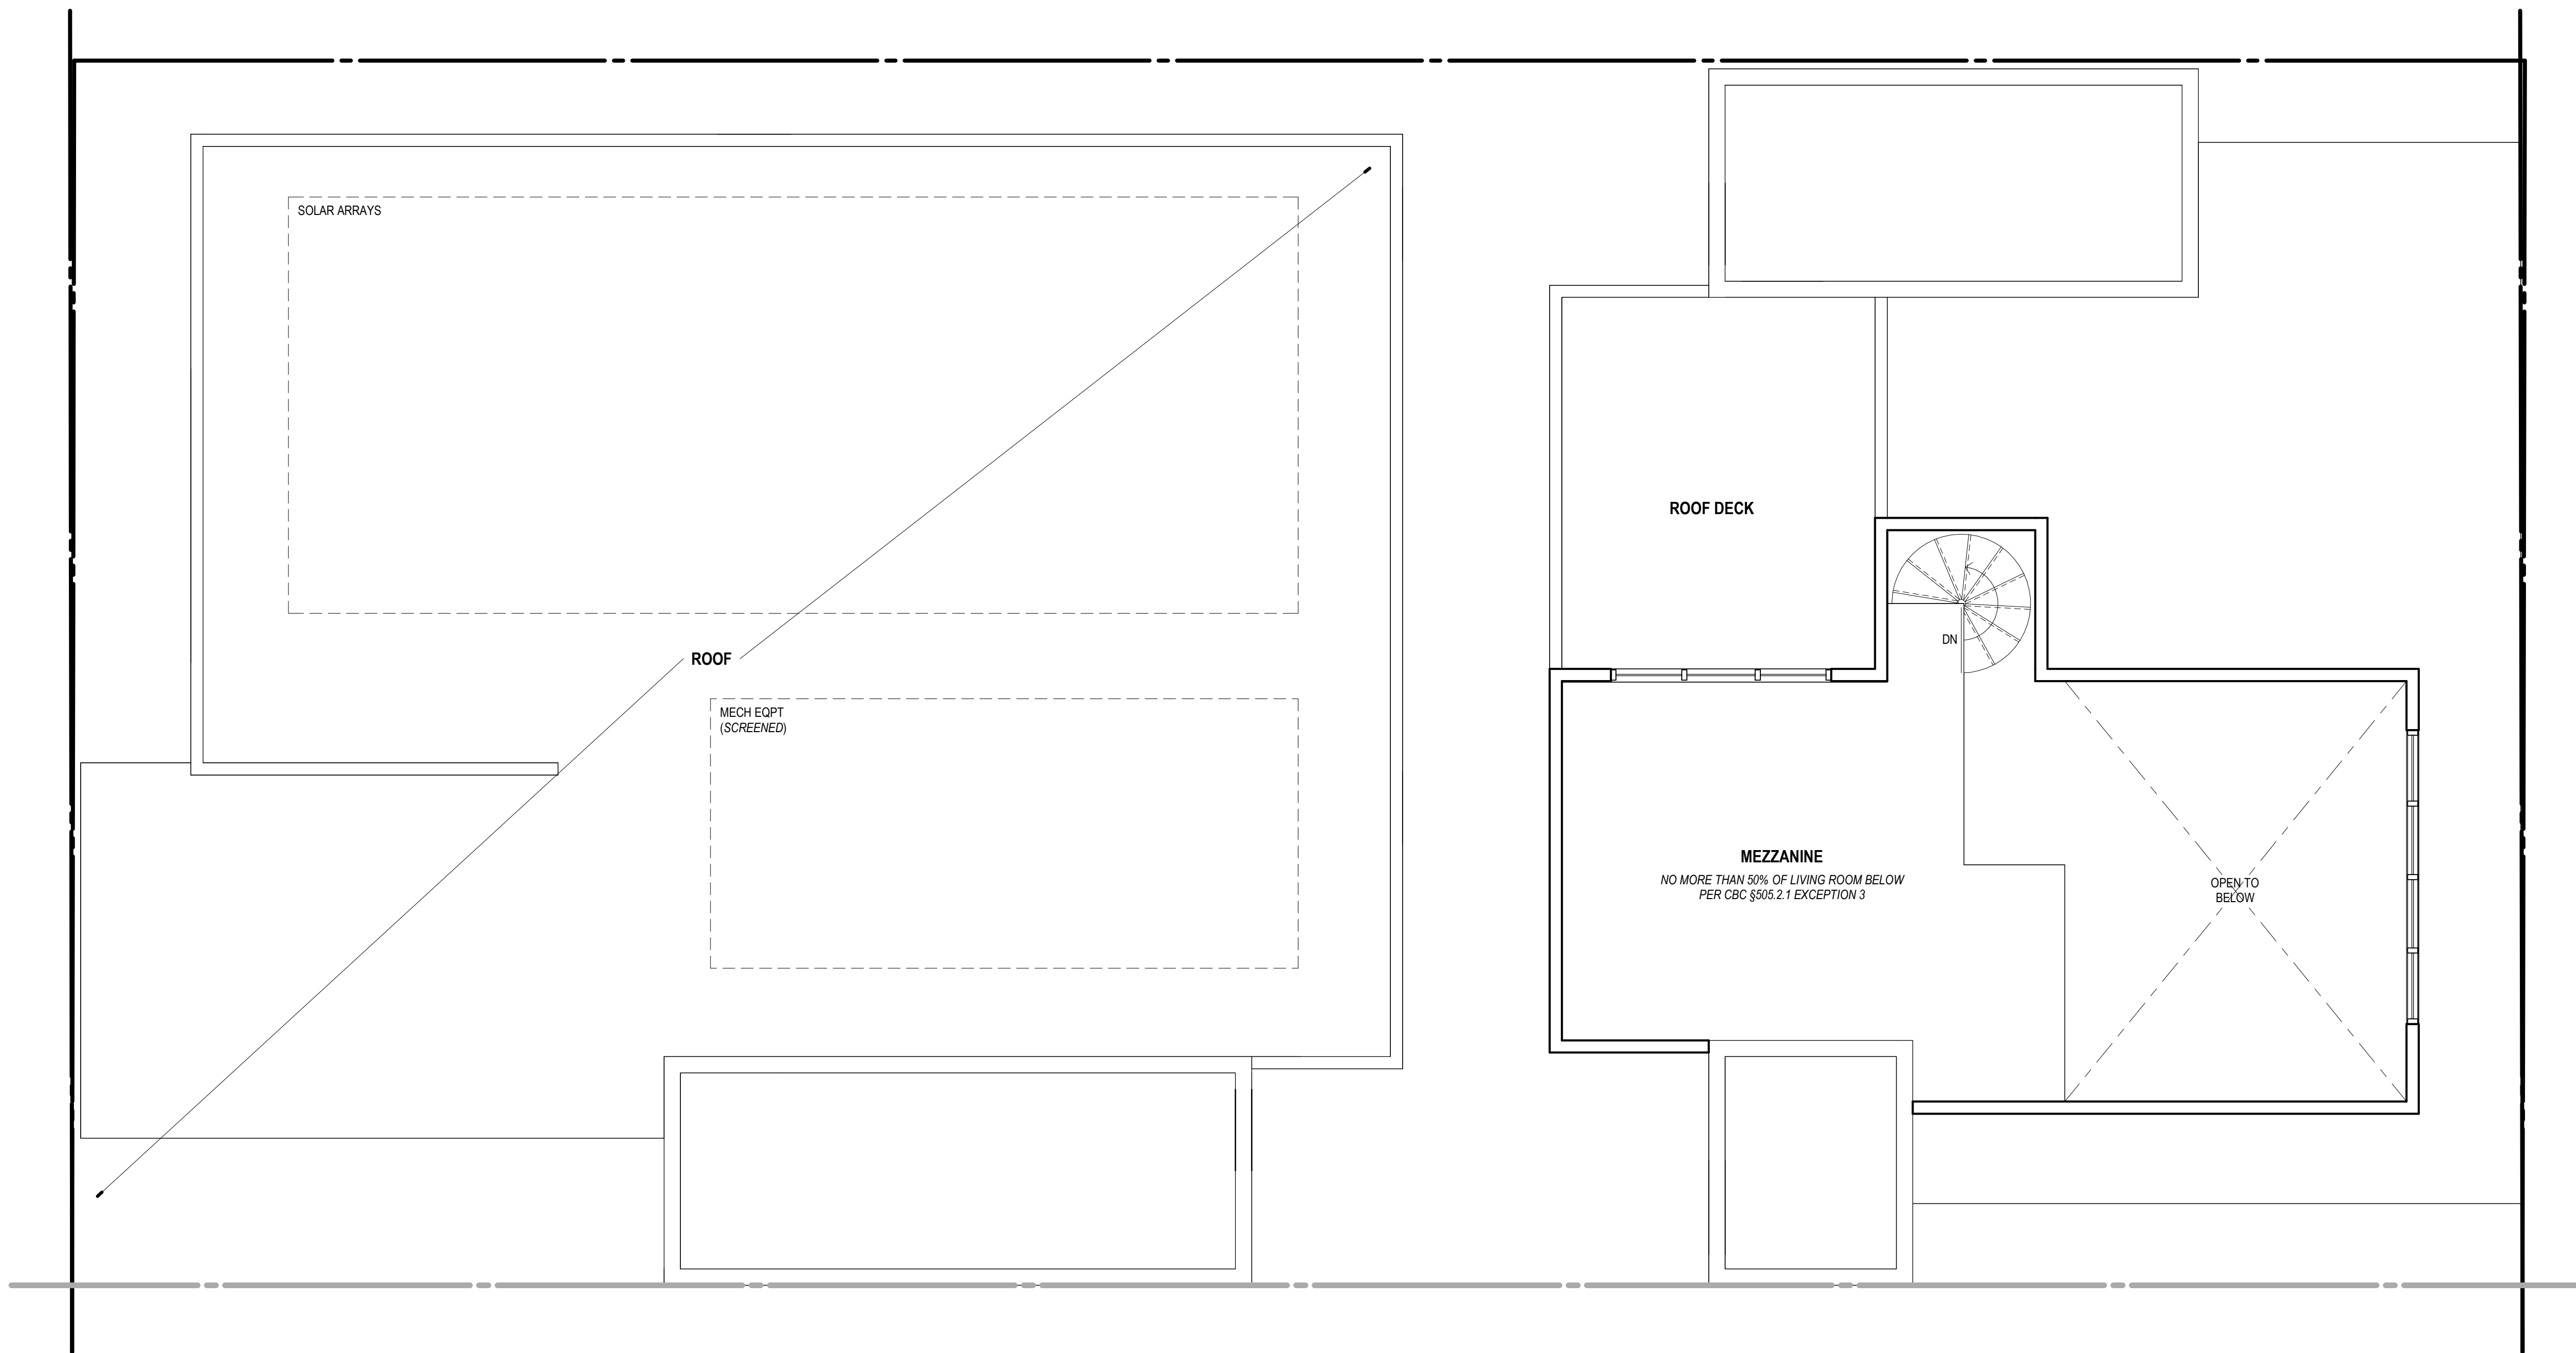 SOLAR ARRAYS
ROOF DECK
DN
ROOF
MECH EQPT
(SCREENED)
MEZZANINE
NO MORE THAN 50% OF LIVING ROOM BELOW
PER CBC §505.2.1 EXCEPTION 3
OPEN TO
BELOW